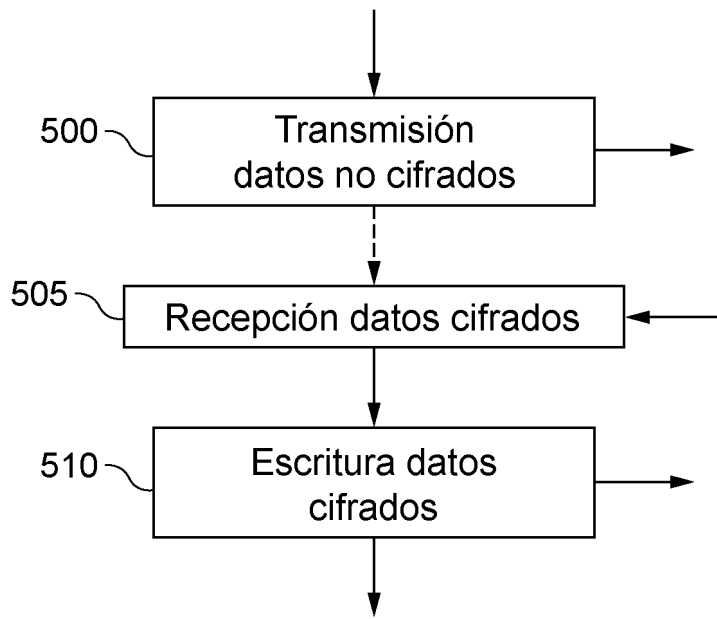 500
Transmisión
datos no cifrados
505
Recepción datos cifrados
510
Escritura datos
cifrados